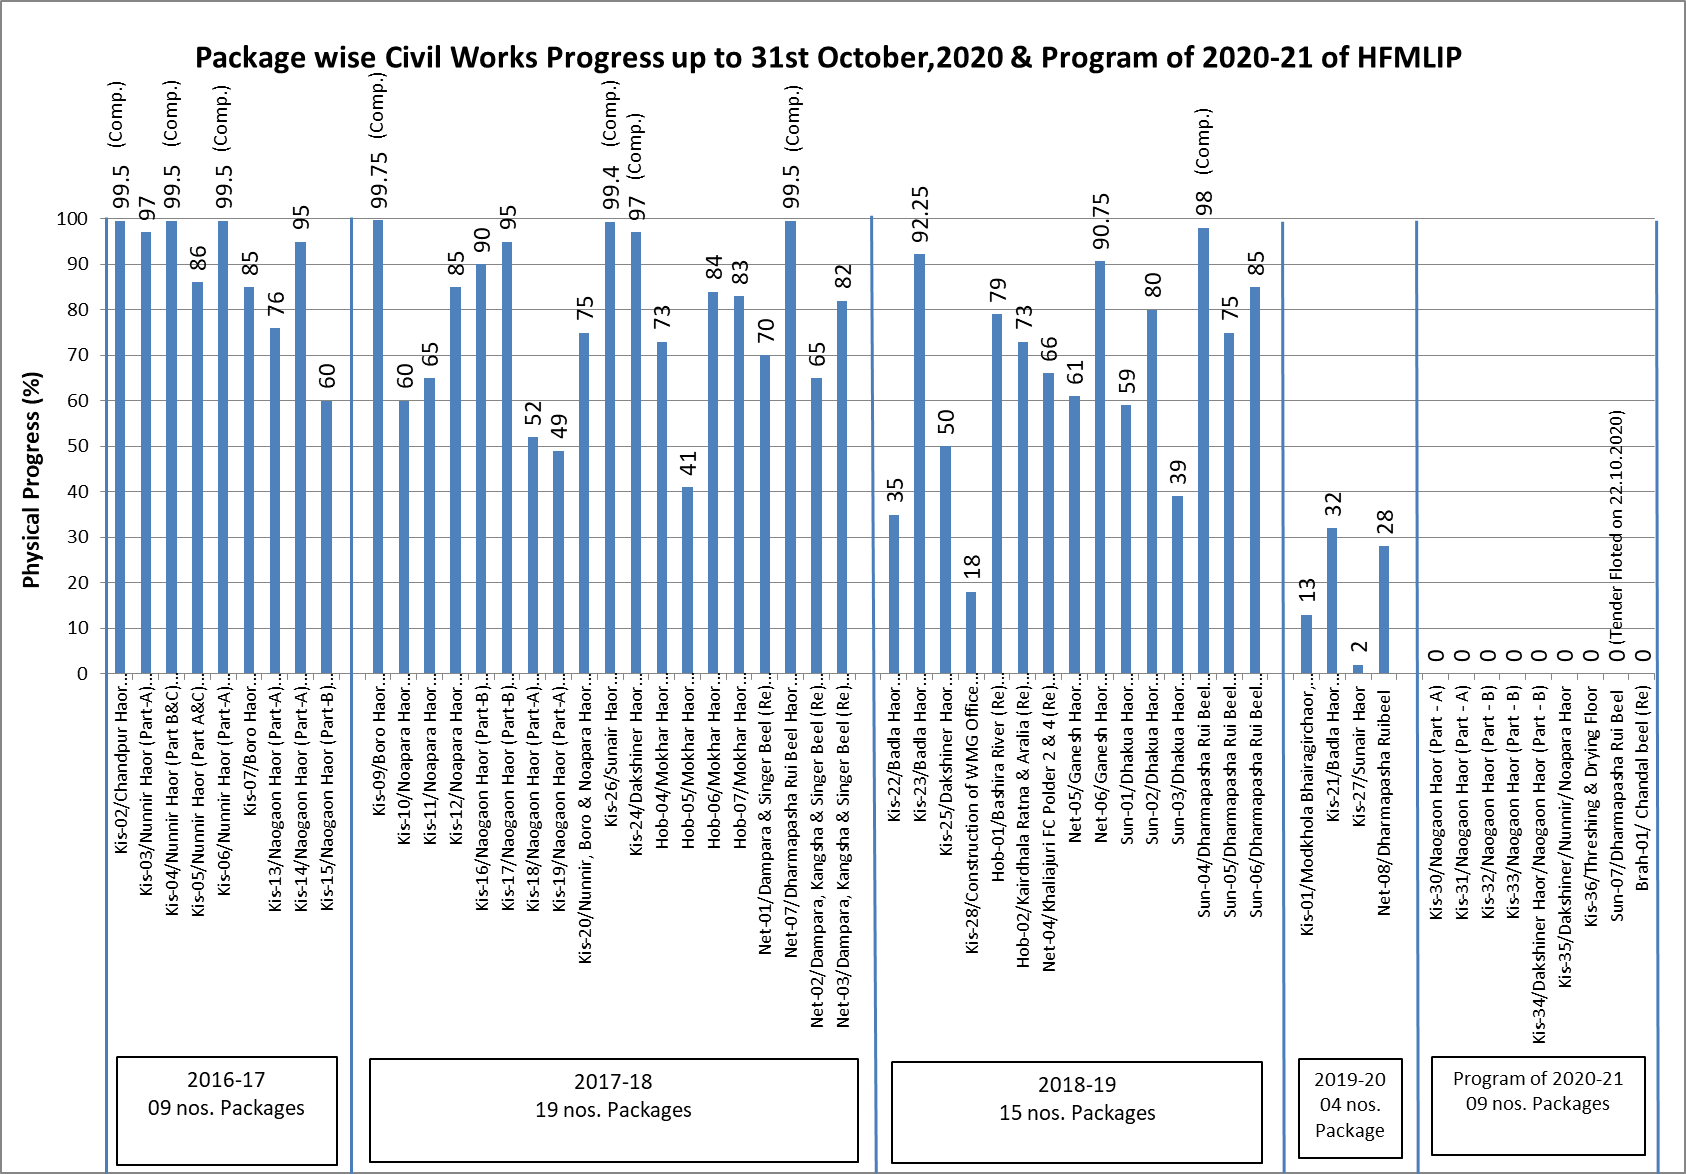 Package wise Civil Works Progress up to 31st October,2020 & Program of 2020-21 of HFMLIP
Physical Progress (%)
100
90
80
70
60
50
40
30
20
10
0
99.5 (Comp.)
97
99.5 (Comp.)
86
99.5 (Comp.)
85
76
95
60
99.75 (Comp.)
60
65
85
90
95
52
49
75
99.4 (Comp.)
97 (Comp.)
73
41
84
83
70
99.5 (Comp.)
65
82
35
92.25
50
18
79
73
66
61
90.75
59
80
39
98 (Comp.)
75
85
13
32
2
28
0
0
0
0
0
0
0
0 (Tender Floted on 22.10.2020)
0
Kis-02/Chandpur Haor…
Kis-03/Nunnir Haor (Part-A)…
Kis-04/Nunnir Haor (Part B&C)…
Kis-05/Nunnir Haor (Part A&C)…
Kis-06/Nunnir Haor (Part-A)…
Kis-07/Boro Haor…
Kis-13/Naogaon Haor (Part-A)…
Kis-14/Naogaon Haor (Part-A)…
Kis-15/Naogaon Haor (Part-B)…
Kis-09/Boro Haor…
Kis-10/Noapara Haor…
Kis-11/Noapara Haor…
Kis-12/Noapara Haor…
Kis-16/Naogaon Haor (Part-B)…
Kis-17/Naogaon Haor (Part-B)…
Kis-18/Naogaon Haor (Part-A)…
Kis-19/Naogaon Haor (Part-A)…
Kis-20/Nunnir, Boro & Noapara Haor…
Kis-26/Sunair Haor…
Kis-24/Dakshiner Haor…
Hob-04/Mokhar Haor…
Hob-05/Mokhar Haor…
Hob-06/Mokhar Haor…
Hob-07/Mokhar Haor…
Net-01/Dampara & Singer Beel (Re)…
Net-07/Dharmapasha Rui Beel Haor…
Net-02/Dampara, Kangsha & Singer Beel (Re)…
Net-03/Dampara, Kangsha & Singer Beel (Re)…
Kis-22/Badla Haor…
Kis-23/Badla Haor…
Kis-25/Dakshiner Haor…
Kis-28/Construction of WMG Office…
Hob-01/Bashira River (Re)…
Hob-02/Kairdhala Ratna & Aralia (Re)…
Net-04/Khaliajuri FC Polder 2 & 4 (Re)…
Net-05/Ganesh Haor…
Net-06/Ganesh Haor…
Sun-01/Dhakua Haor…
Sun-02/Dhakua Haor…
Sun-03/Dhakua Haor…
Sun-04/Dharmapasha Rui Beel…
Sun-05/Dharmapasha Rui Beel…
Sun-06/Dharmapasha Rui Beel…
Kis-01/Modkhola Bhairagirchaor,…
Kis-21/Badla Haor…
Kis-27/Sunair Haor
Net-08/Dharmapasha Ruibeel
Kis-30/Naogaon Haor (Part - A)
Kis-31/Naogaon Haor (Part - A)
Kis-32/Naogaon Haor (Part - B)
Kis-33/Naogaon Haor (Part - B)
Kis-34/Dakshiner Haor/Naogaon Haor (Part - B)
Kis-35/Dakshiner/Nunnir/Noapara Haor
Kis-36/Threshing & Drying Floor
Sun-07/Dharmapasha Rui Beel
Brah-01/ Chandal beel (Re)
2016-17
09 nos. Packages
2017-18
19 nos. Packages
2018-19
15 nos. Packages
2019-20
04 nos.
Package
Program of 2020-21
09 nos. Packages